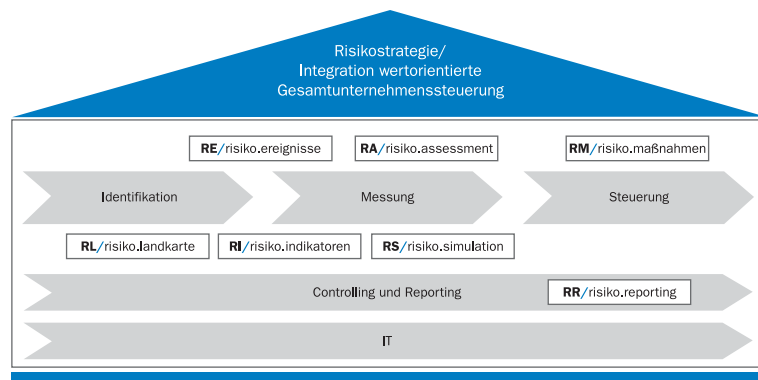 Risikostrategie/
Integration wertorientierte
Gesamtunternehmenssteuerung
RE/risiko.ereignisse
RA/risiko.assessment
RM/risiko.maßnahmen
Identifikation
Messung
Steuerung
RL/risiko.landkarte
RI/risiko.indikatoren
RS/risiko.simulation
Controlling und Reporting
RR/risiko.reporting
IT